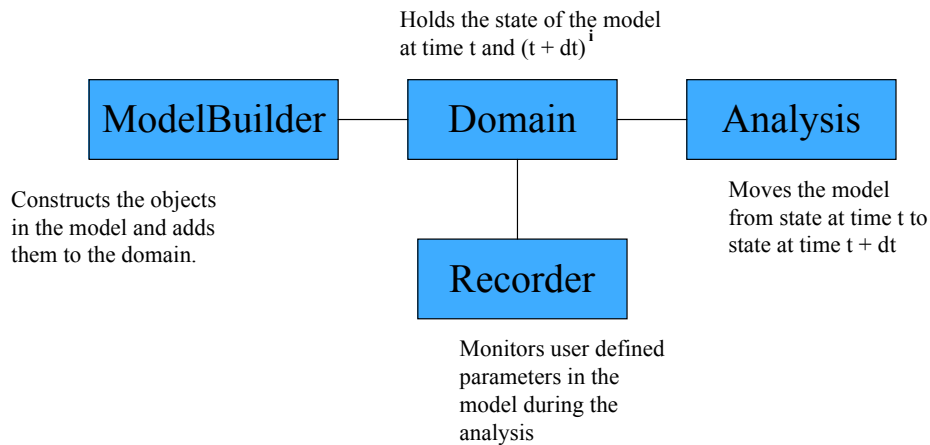 Holds the state of the model
at time t and (t + dt)^i
ModelBuilder
Domain
Analysis
Constructs the objects
in the model and adds
them to the domain.
Moves the model
from state at time t to
state at time t + dt
Recorder
Monitors user defined
parameters in the
model during the
analysis